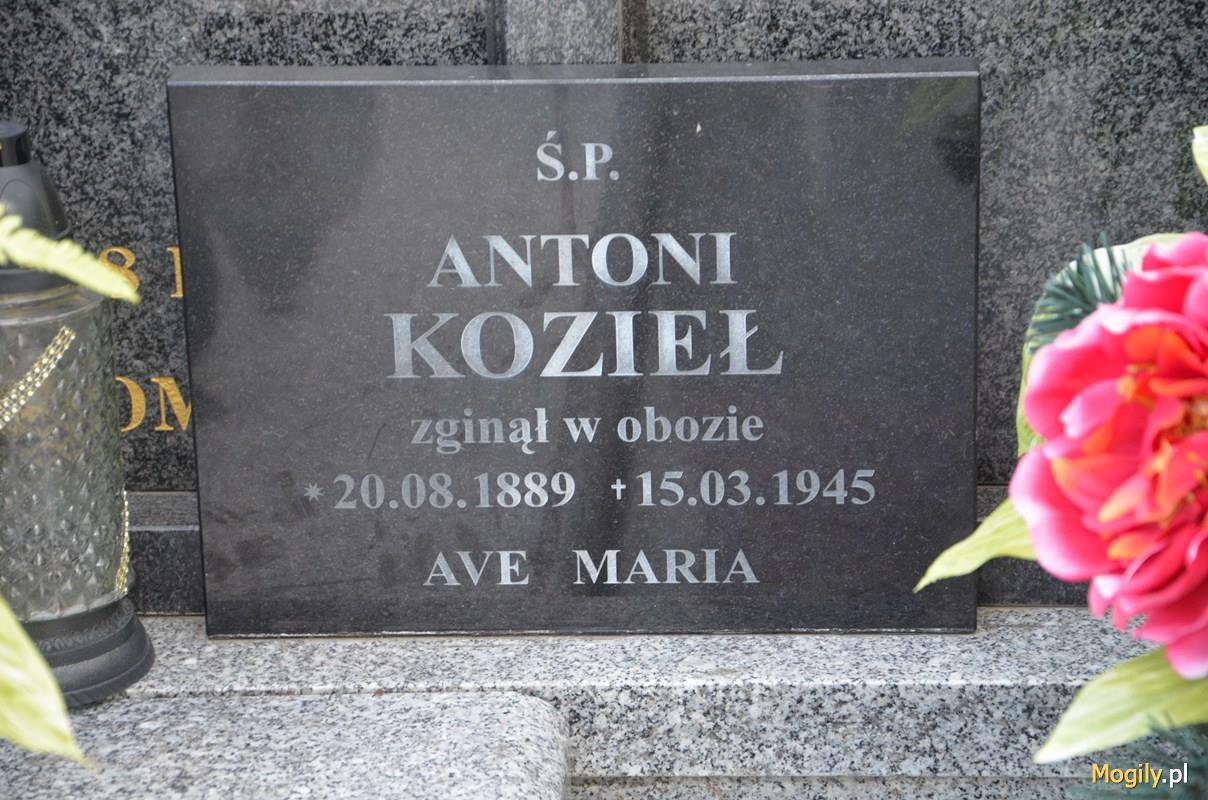 Ś.P.
ANTONI
KOZIEŁ
zginął w obozie
*20.08.1889 †15.03.1945
AVE MARIA
Mogily.pl